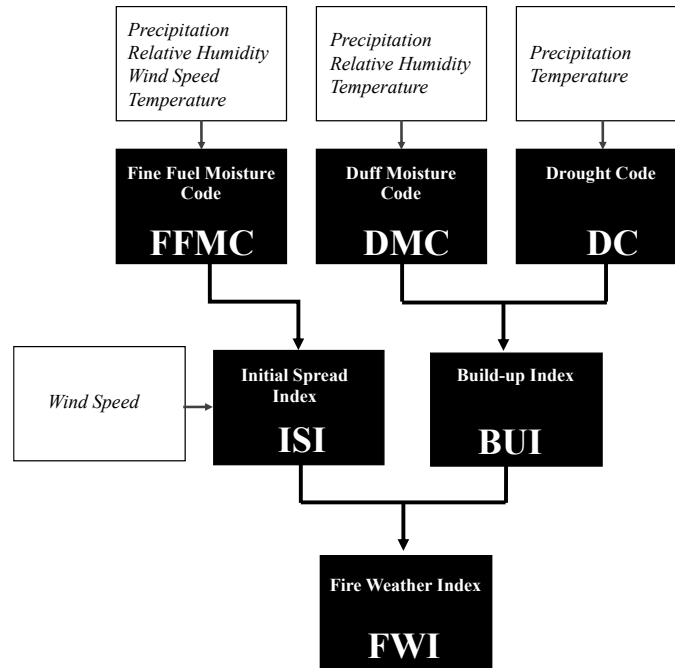 Precipitation
Relative Humidity
Wind Speed
Temperature
Precipitation
Relative Humidity
Temperature
Precipitation
Temperature
Fine Fuel Moisture
Code
FFMC
Duff Moisture
Code
DMC
Drought Code
DC
Wind Speed
Initial Spread
Index
ISI
Build-up Index
BUI
Fire Weather Index
FWI